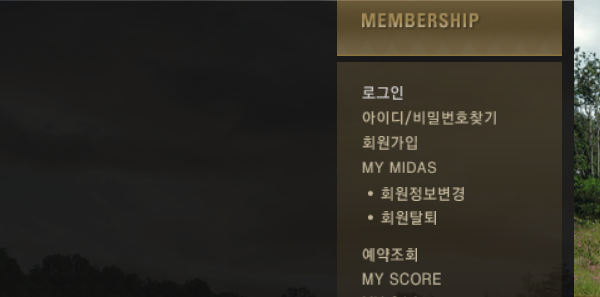 MEMBERSHIP
로그인
아이디/비밀번호찾기
회원가입
MY MIDAS
• 회원정보변경
• 회원탈퇴
예약조회
MY SCORE